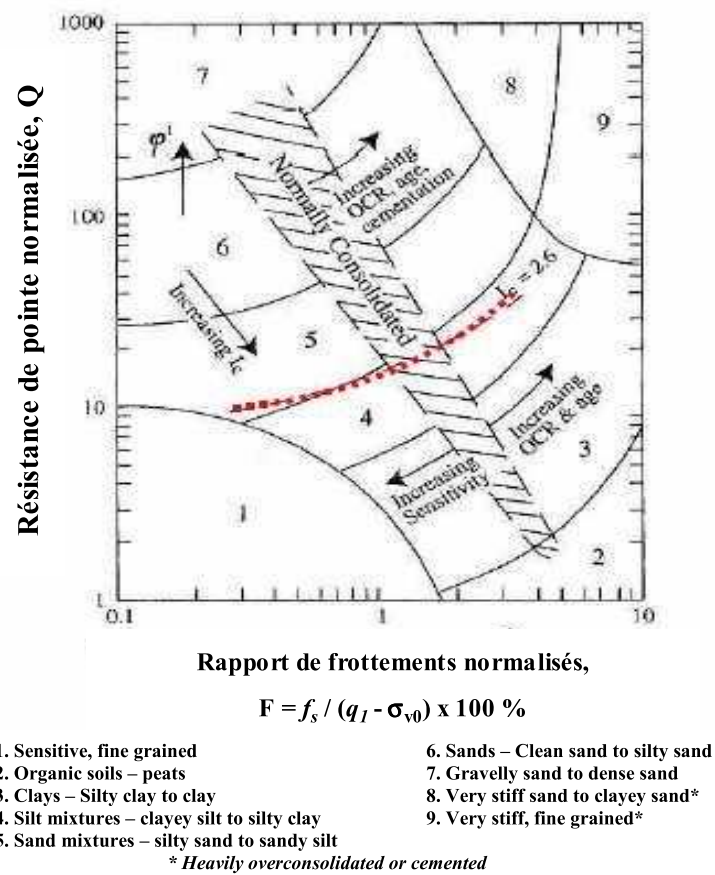 Résistance de pointe normalisée, Q
1000
100
10
1
0.1
1
10
7
8
9
φ'
6
Increasing
OCR, age,
cementation
Normally Consolidated
Increasing Ic
5
Ic = 2.6
4
Increasing
OCR & age
3
Increasing
Sensitivity
1
2
Rapport de frottements normalisés,
F = fs / (q1 - σv0) x 100 %
1. Sensitive, fine grained
2. Organic soils – peats
3. Clays – Silty clay to clay
4. Silt mixtures – clayey silt to silty clay
5. Sand mixtures – silty sand to sandy silt
6. Sands – Clean sand to silty sand
7. Gravelly sand to dense sand
8. Very stiff sand to clayey sand*
9. Very stiff, fine grained*
* Heavily overconsolidated or cemented